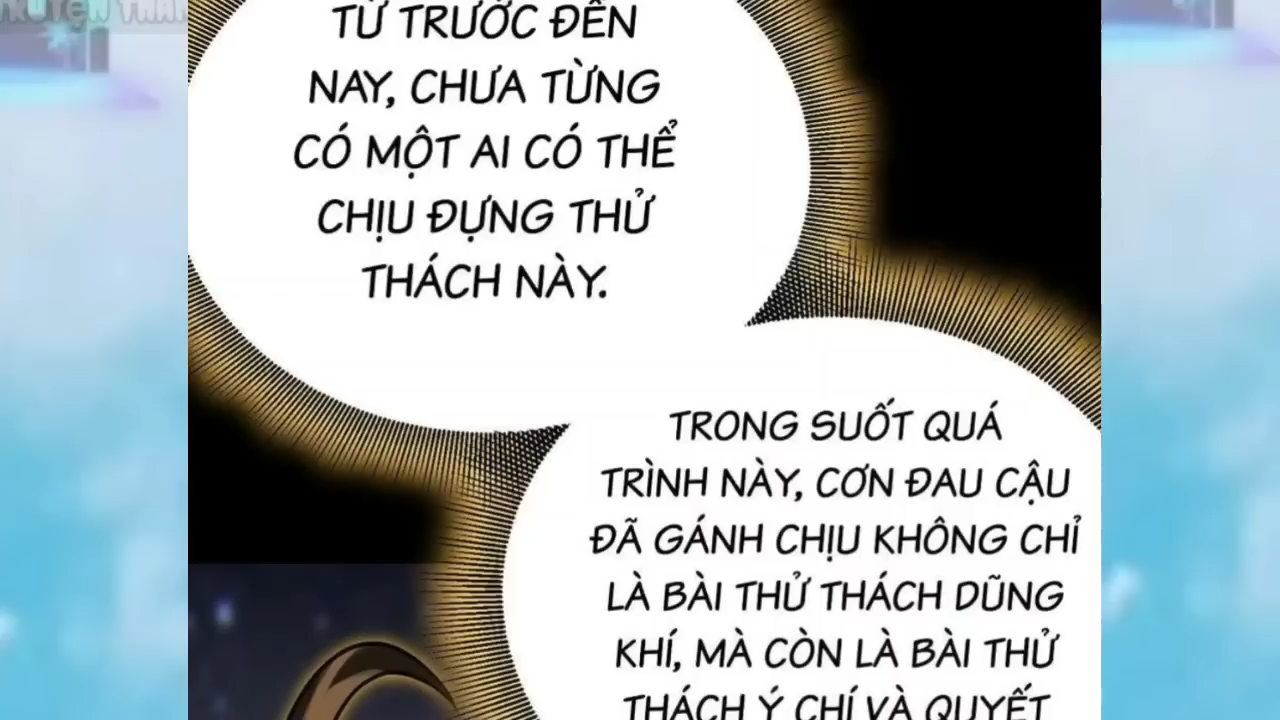 TỪ TRƯỚC ĐẾN
NAY, CHƯA TỪNG
CÓ MỘT AI CÓ THỂ
CHỊU ĐỰNG THỬ
THÁCH NÀY.
TRONG SUỐT QUÁ
TRÌNH NÀY, CƠN ĐAU CẬU
ĐÃ GÁNH CHỊU KHÔNG CHỈ
LÀ BÀI THỬ THÁCH DŨNG
KHÍ, MÀ CÒN LÀ BÀI THỬ
THÁCH Ý CHÍ VÀ QUYẾT